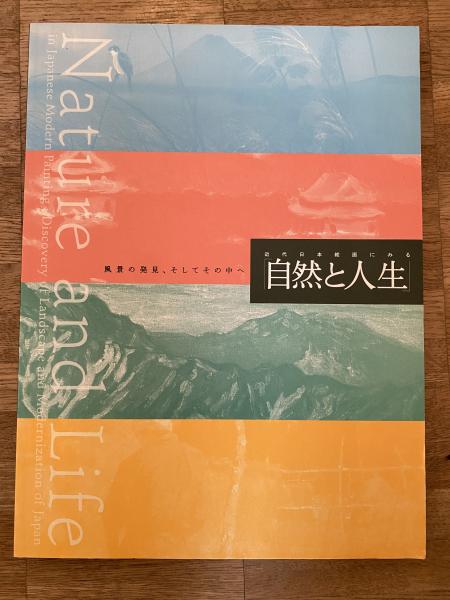 Nature and Life
in Japanese Modern Painting: Discovery of Landscape and Modernization of Japan
近代日本絵画にみる
「自然と人生」
風景の発見、そしてその中へ